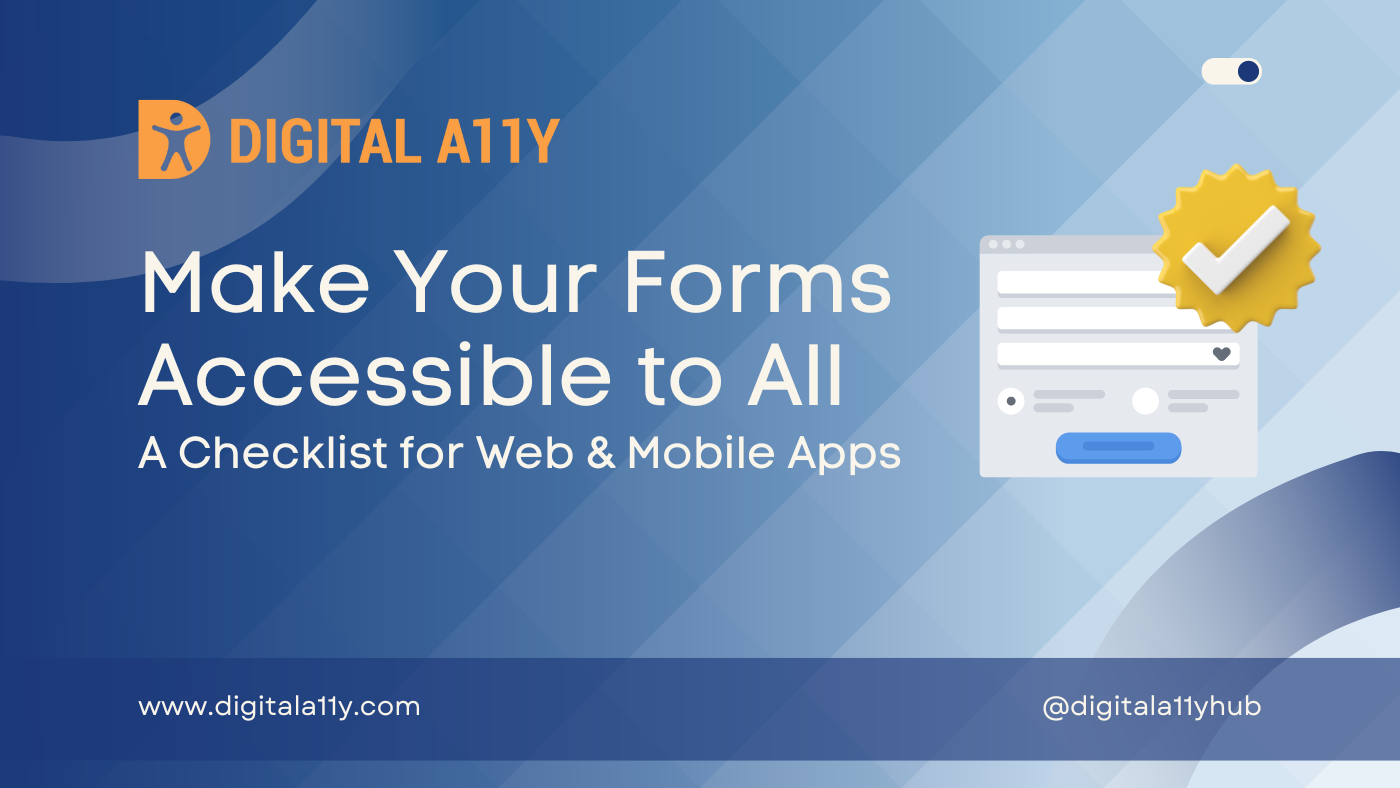 DIGITAL A11Y
Make Your Forms
Accessible to All
A Checklist for Web & Mobile Apps
www.digitala11y.com
@digitala11yhub